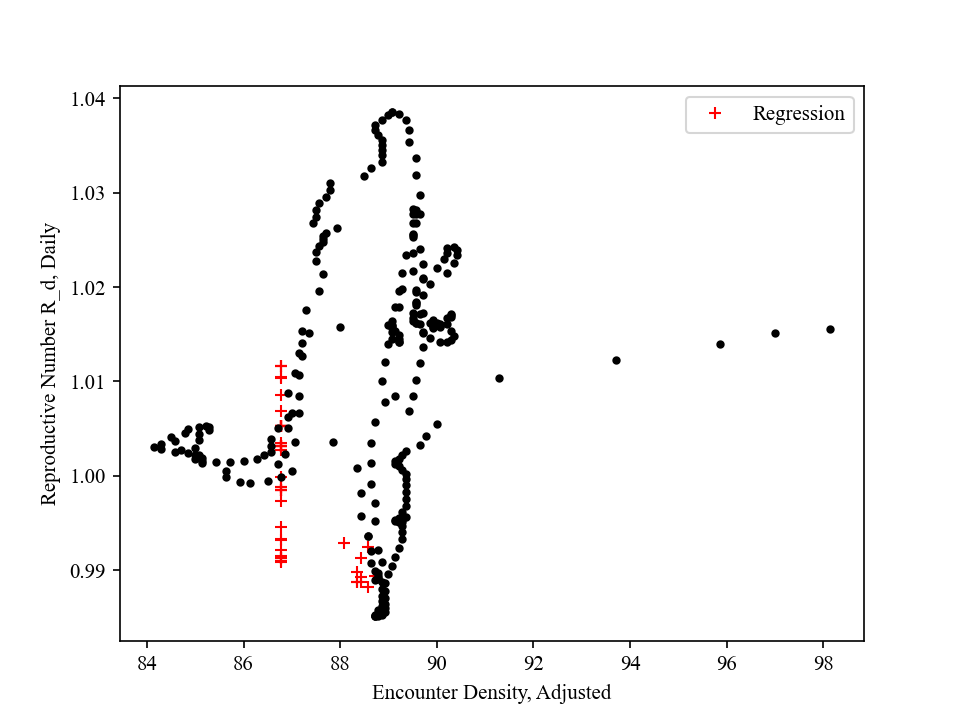 Regression
Reproductive Number R_d, Daily
1.04
1.03
1.02
1.01
1.00
0.99
84 86 88 90 92 94 96 98
Encounter Density, Adjusted